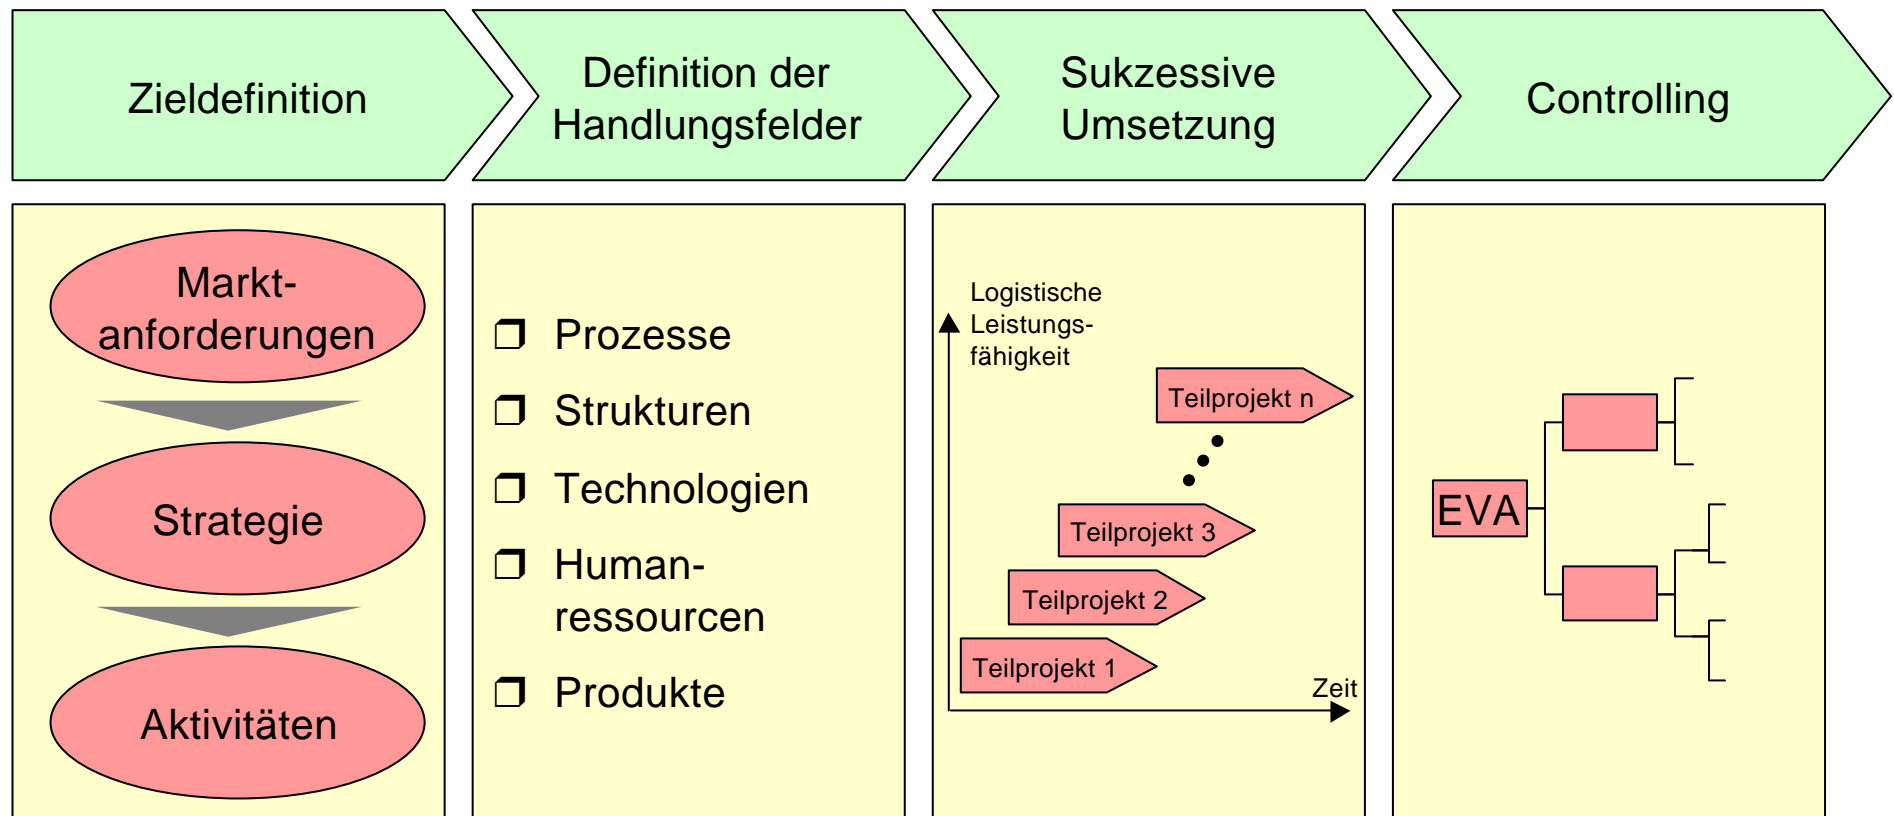 Zieldefinition
Definition der
Handlungsfelder
Sukzessive
Umsetzung
Controlling
Markt-
anforderungen
Strategie
Aktivitäten
❒ Prozesse
❒ Strukturen
❒ Technologien
❒ Human-
ressourcen
❒ Produkte
Logistische
Leistungs-
fähigkeit
Teilprojekt n
Teilprojekt 3
Teilprojekt 2
Teilprojekt 1
Zeit
EVA